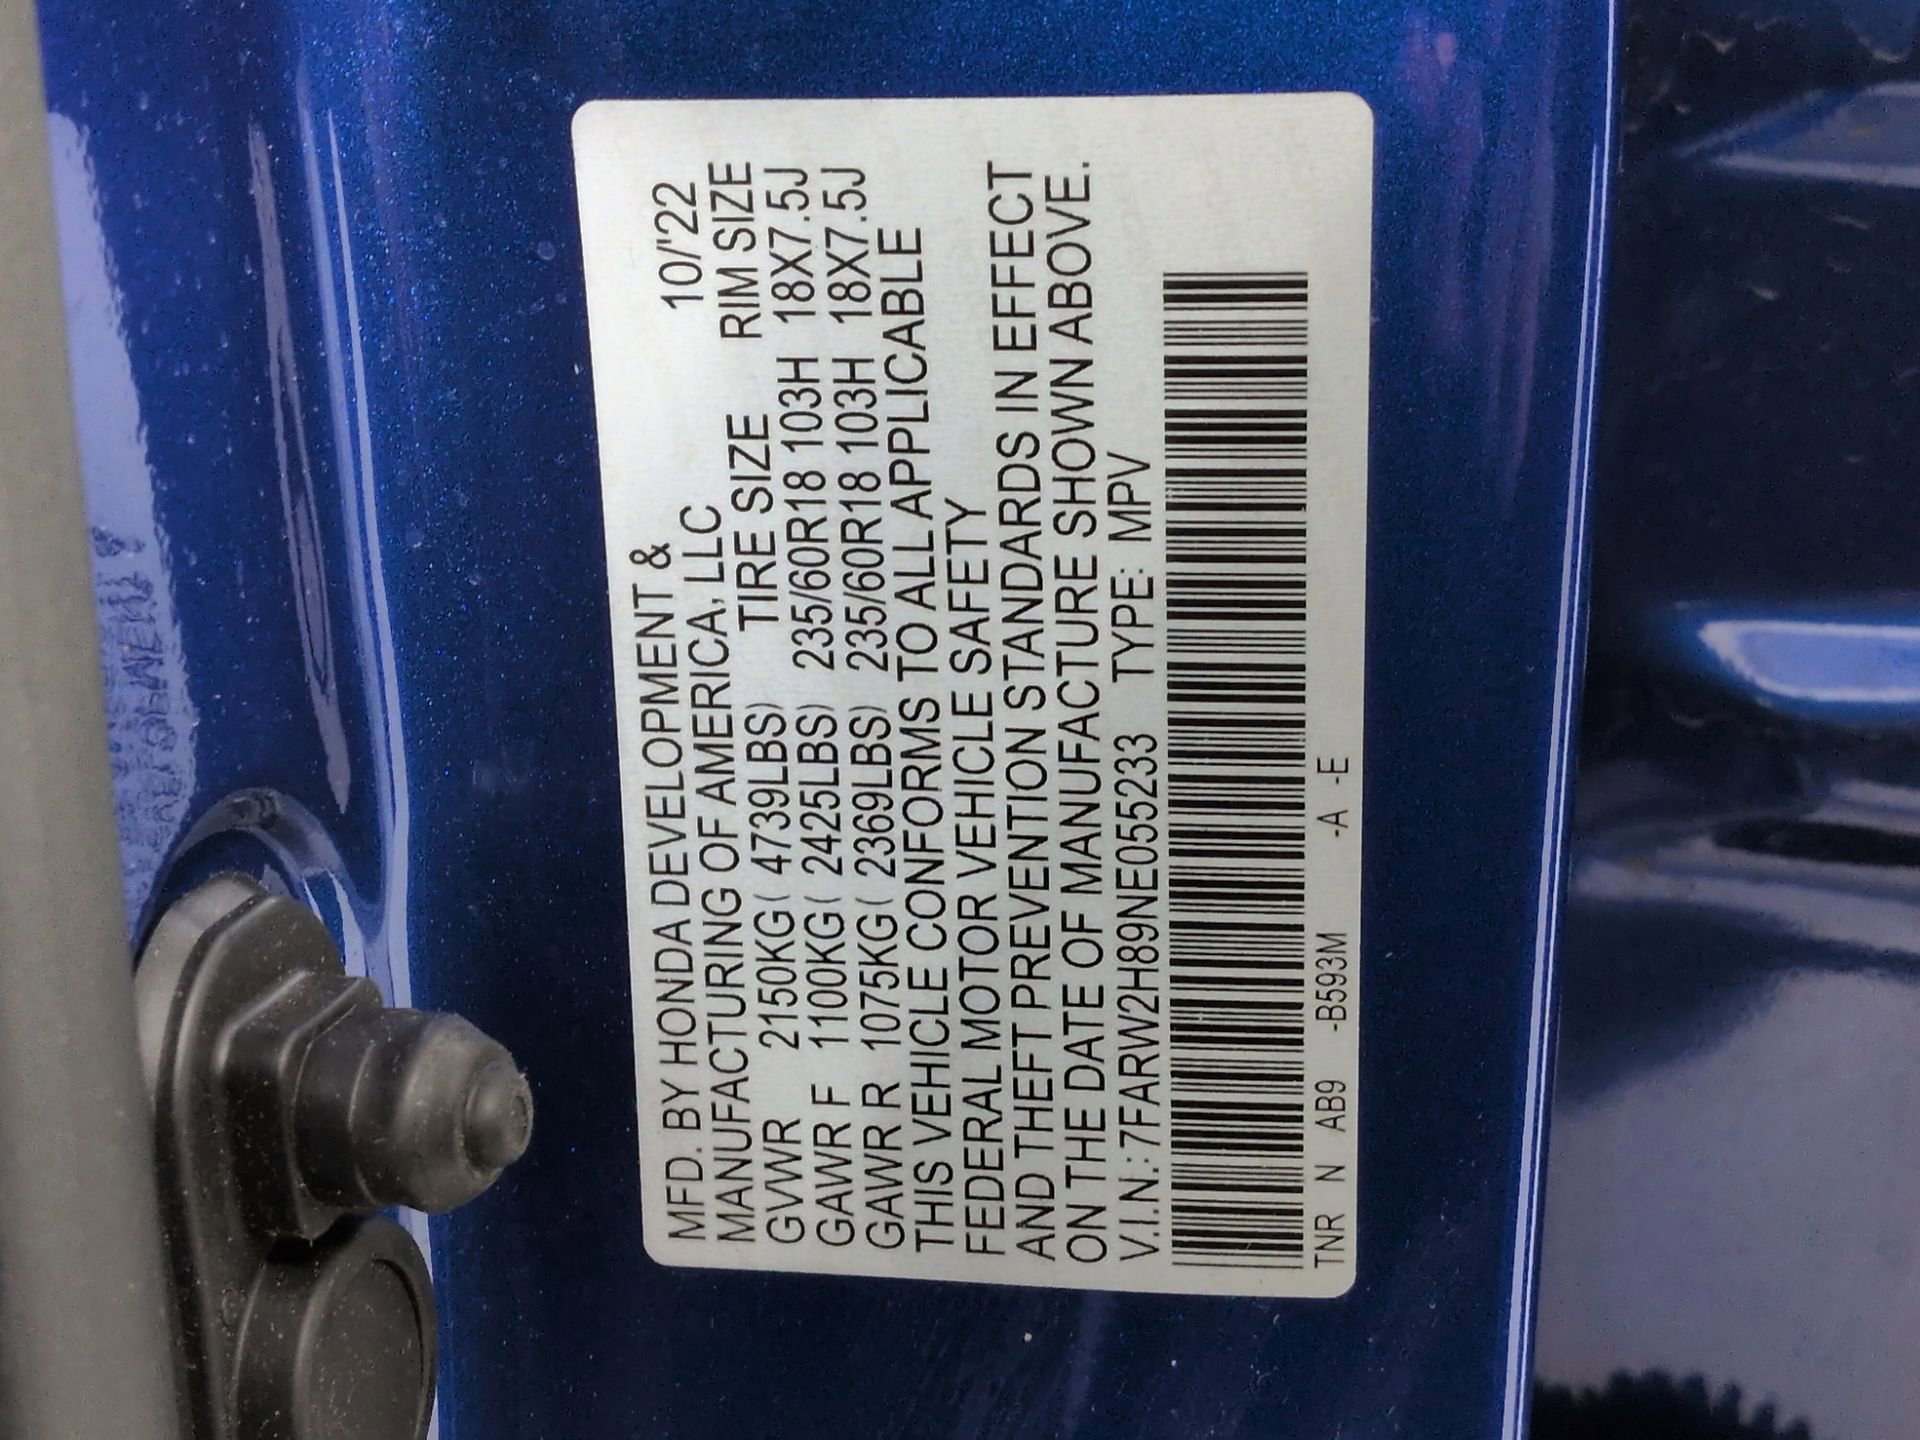 MFD. BY HONDA DEVELOPMENT & 10/'22
MANUFACTURING OF AMERICA, LLC
TIRE SIZE RIM SIZE
GVWR 2150KG( 4739LBS)
GAWR F 1100KG( 2425LBS) 235/60R18 103H 18X7.5J
GAWR R 1075KG( 2369LBS) 235/60R18 103H 18X7.5J
THIS VEHICLE CONFORMS TO ALL APPLICABLE
FEDERAL MOTOR VEHICLE SAFETY
AND THEFT PREVENTION STANDARDS IN EFFECT
ON THE DATE OF MANUFACTURE SHOWN ABOVE.
V.I.N.: 7FARW2H89NE055233 TYPE: MPV
TNR N AB9 -B593M -A -E